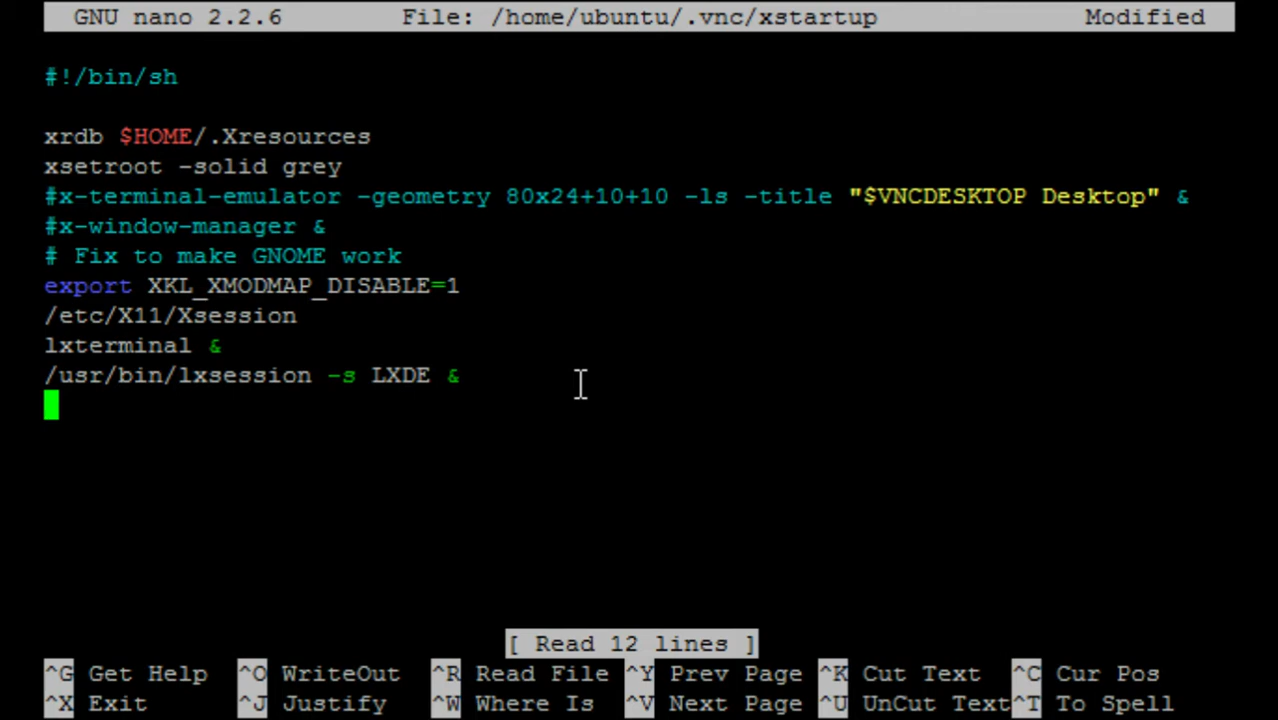 GNU nano 2.2.6 File: /home/ubuntu/.vnc/xstartup Modified
#!/bin/sh
xrdb $HOME/.Xresources
xsetroot -solid grey
#x-terminal-emulator -geometry 80x24+10+10 -ls -title "$VNCDESKTOP Desktop" &
#x-window-manager &
# Fix to make GNOME work
export XKL_XMODMAP_DISABLE=1
/etc/X11/Xsession
lxterminal &
/usr/bin/lxsession -s LXDE &
[ Read 12 lines ]
^G Get Help ^O WriteOut ^R Read File ^Y Prev Page ^K Cut Text ^C Cur Pos
^X Exit ^J Justify ^W Where Is ^V Next Page ^U UnCut Text ^T To Spell